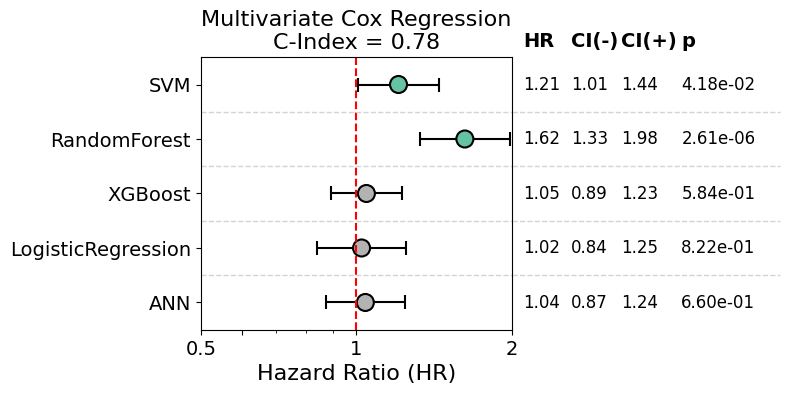 Multivariate Cox Regression
C-Index = 0.78
HR CI(-) CI(+) p
SVM 1.21 1.01 1.44 4.18e-02
RandomForest 1.62 1.33 1.98 2.61e-06
XGBoost 1.05 0.89 1.23 5.84e-01
LogisticRegression 1.02 0.84 1.25 8.22e-01
ANN 1.04 0.87 1.24 6.60e-01
0.5 1 2
Hazard Ratio (HR)